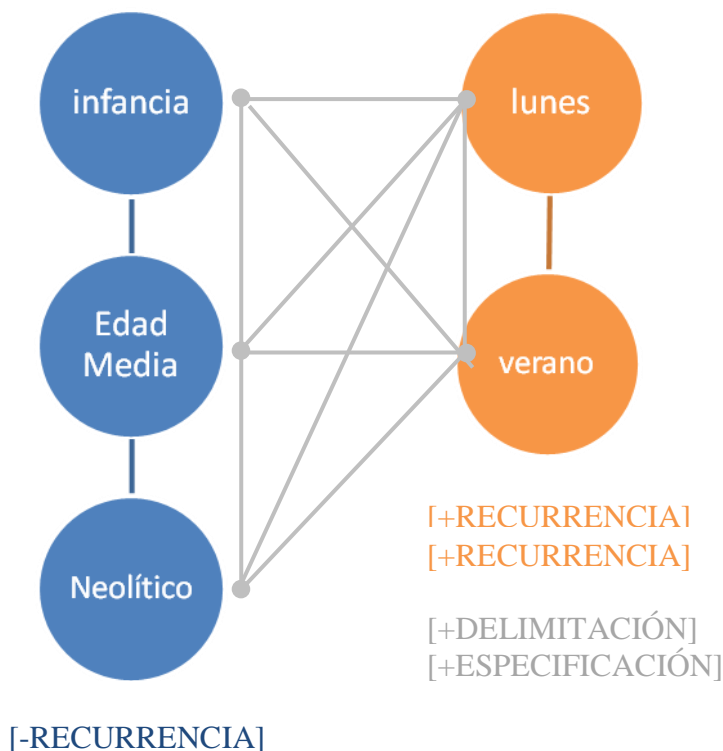 infancia
lunes
Edad
Media
verano
Neolítico
[+RECURRENCIA]
[+RECURRENCIA]
[+DELIMITACIÓN]
[+ESPECIFICACIÓN]
[-RECURRENCIA]